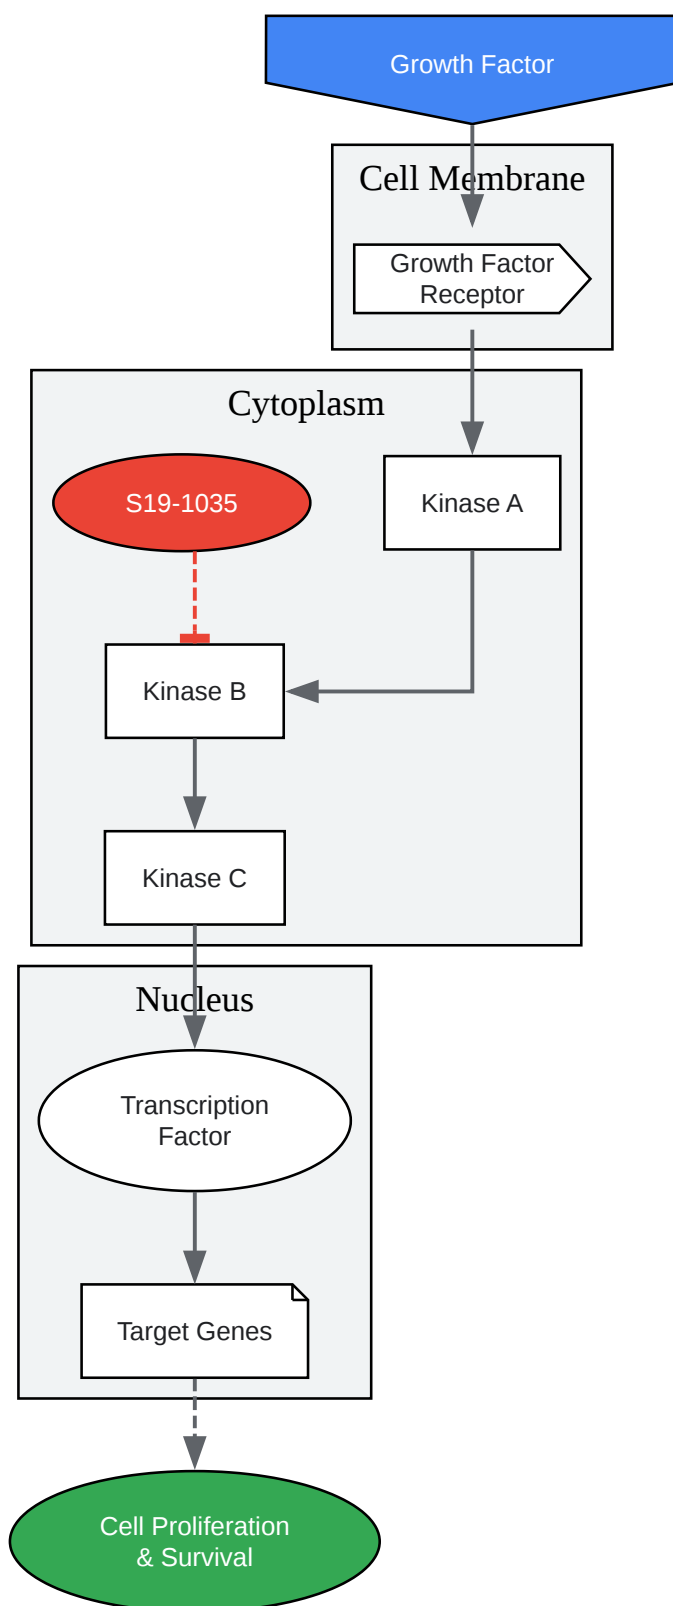 Growth Factor
Cell Membrane
Growth Factor
Receptor
Cytoplasm
S19-1035
Kinase A
Kinase B
Kinase C
Nucleus
Transcription
Factor
Target Genes
Cell Proliferation
& Survival